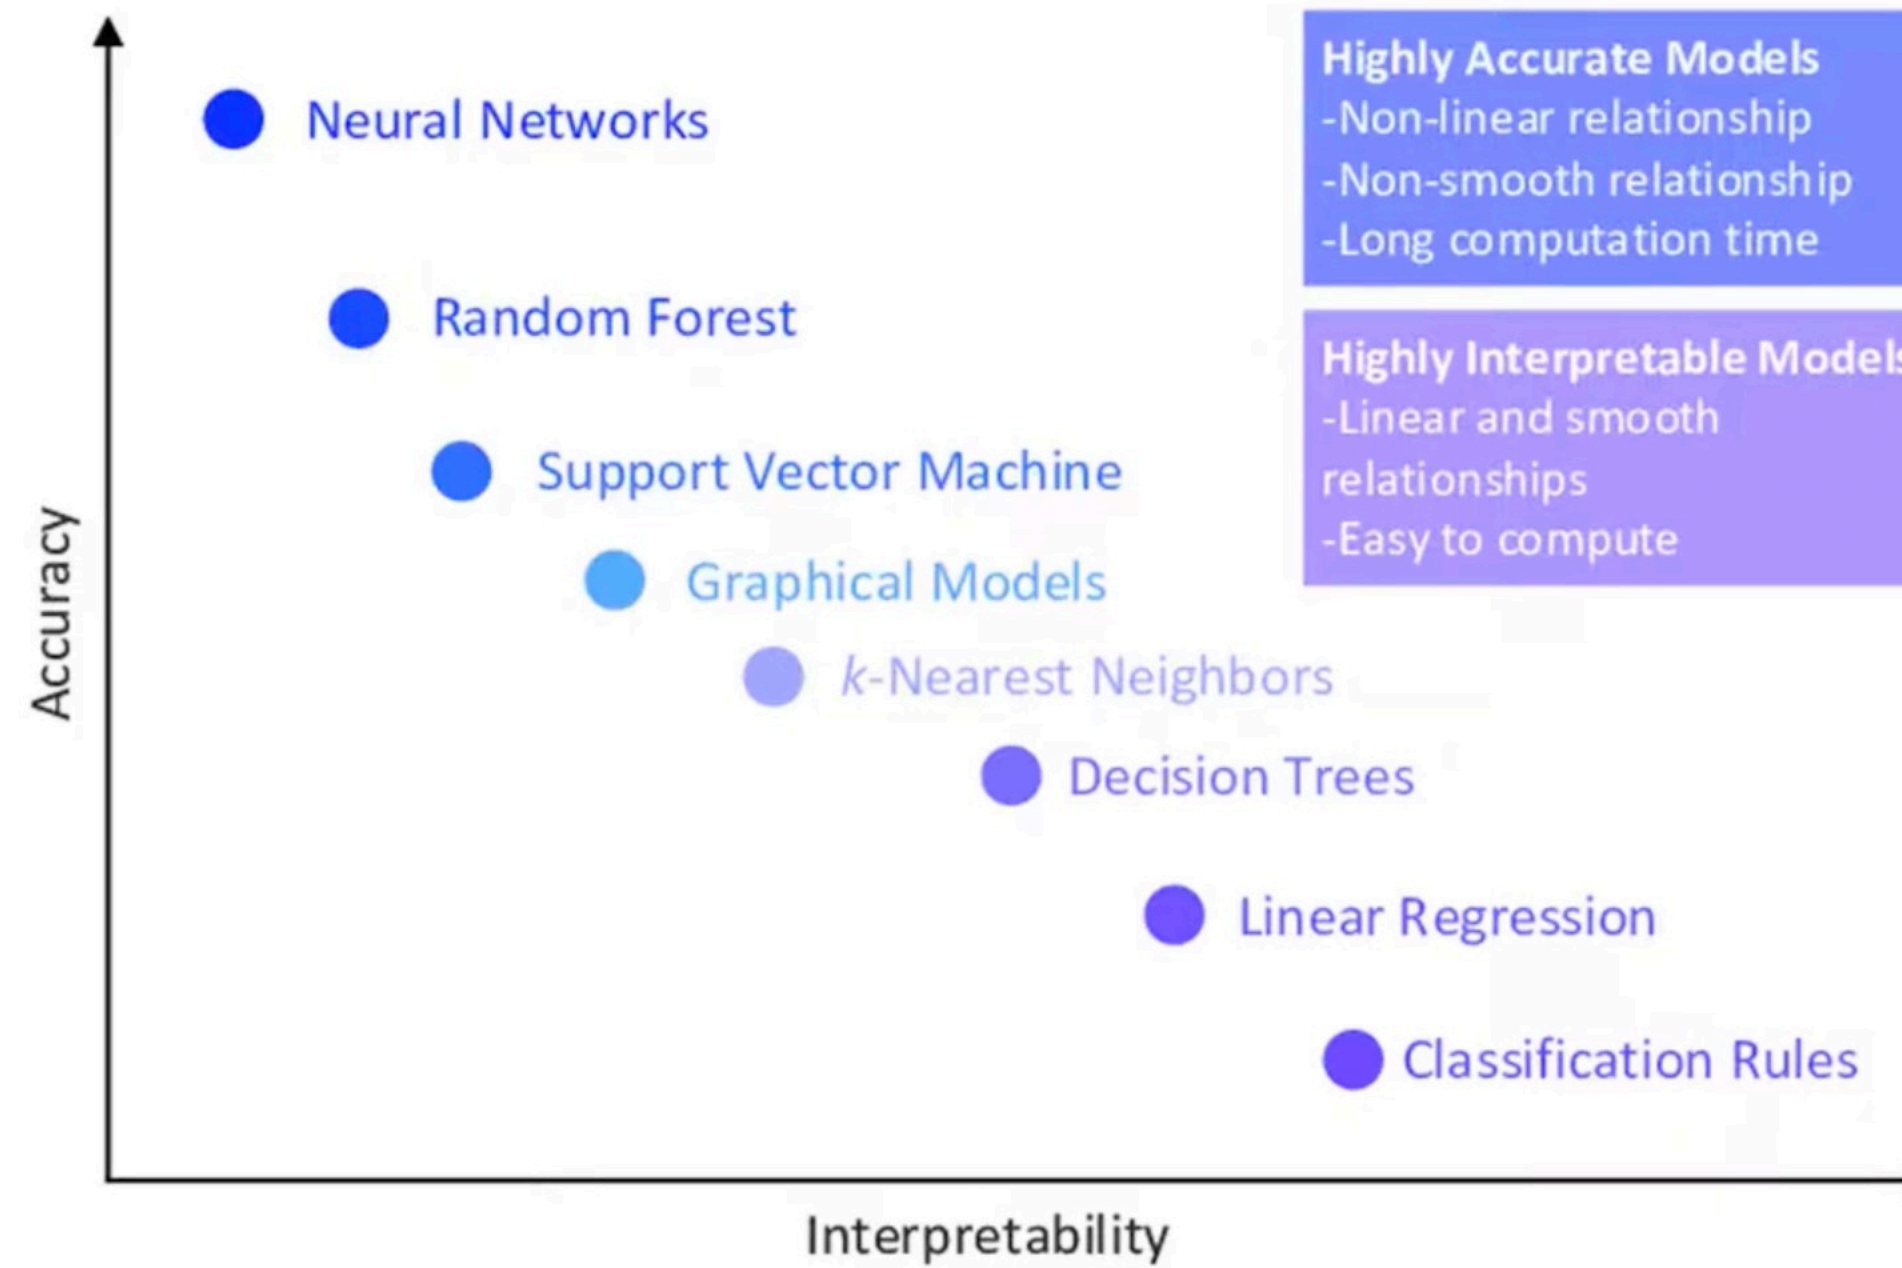 Neural Networks
Random Forest
Support Vector Machine
Graphical Models
k-Nearest Neighbors
Decision Trees
Linear Regression
Classification Rules
Highly Accurate Models
-Non-linear relationship
-Non-smooth relationship
-Long computation time
Highly Interpretable Models
-Linear and smooth
relationships
-Easy to compute
Accuracy
Interpretability